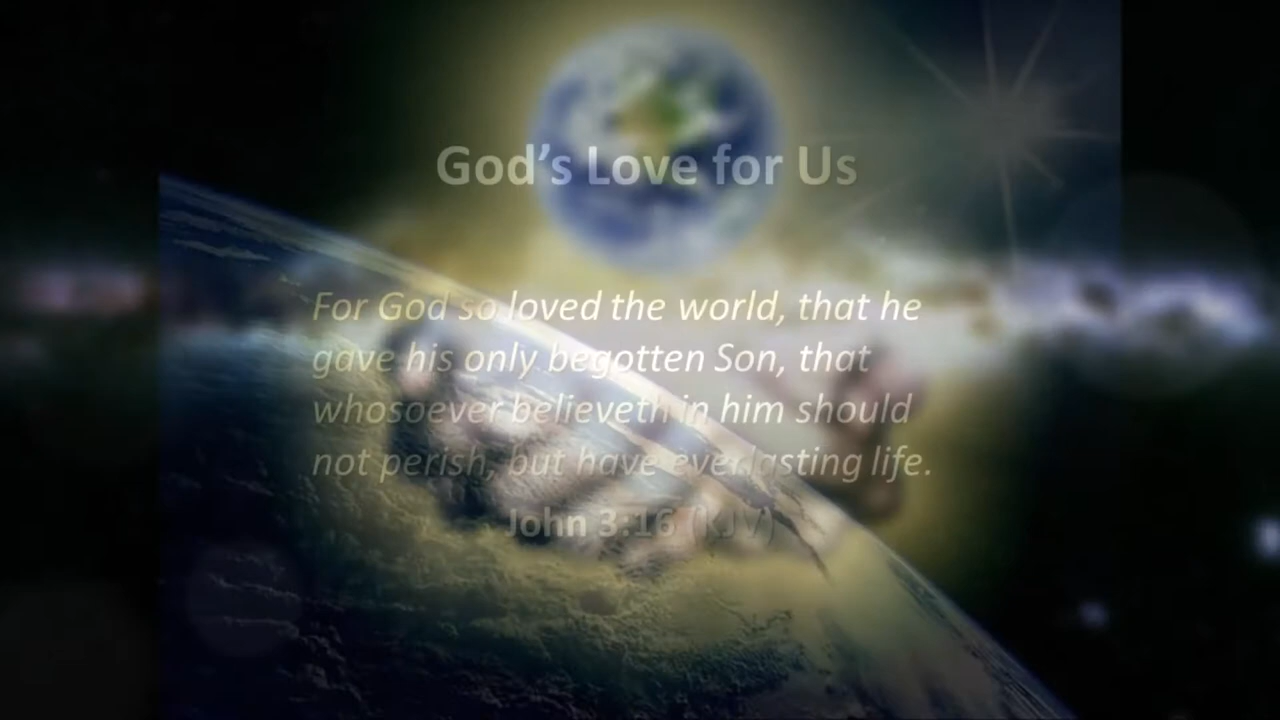 God’s Love for Us
For God so loved the world, that he
gave his only begotten Son, that
whosoever believeth in him should
not perish, but have everlasting life.
John 3:16 (KJV)